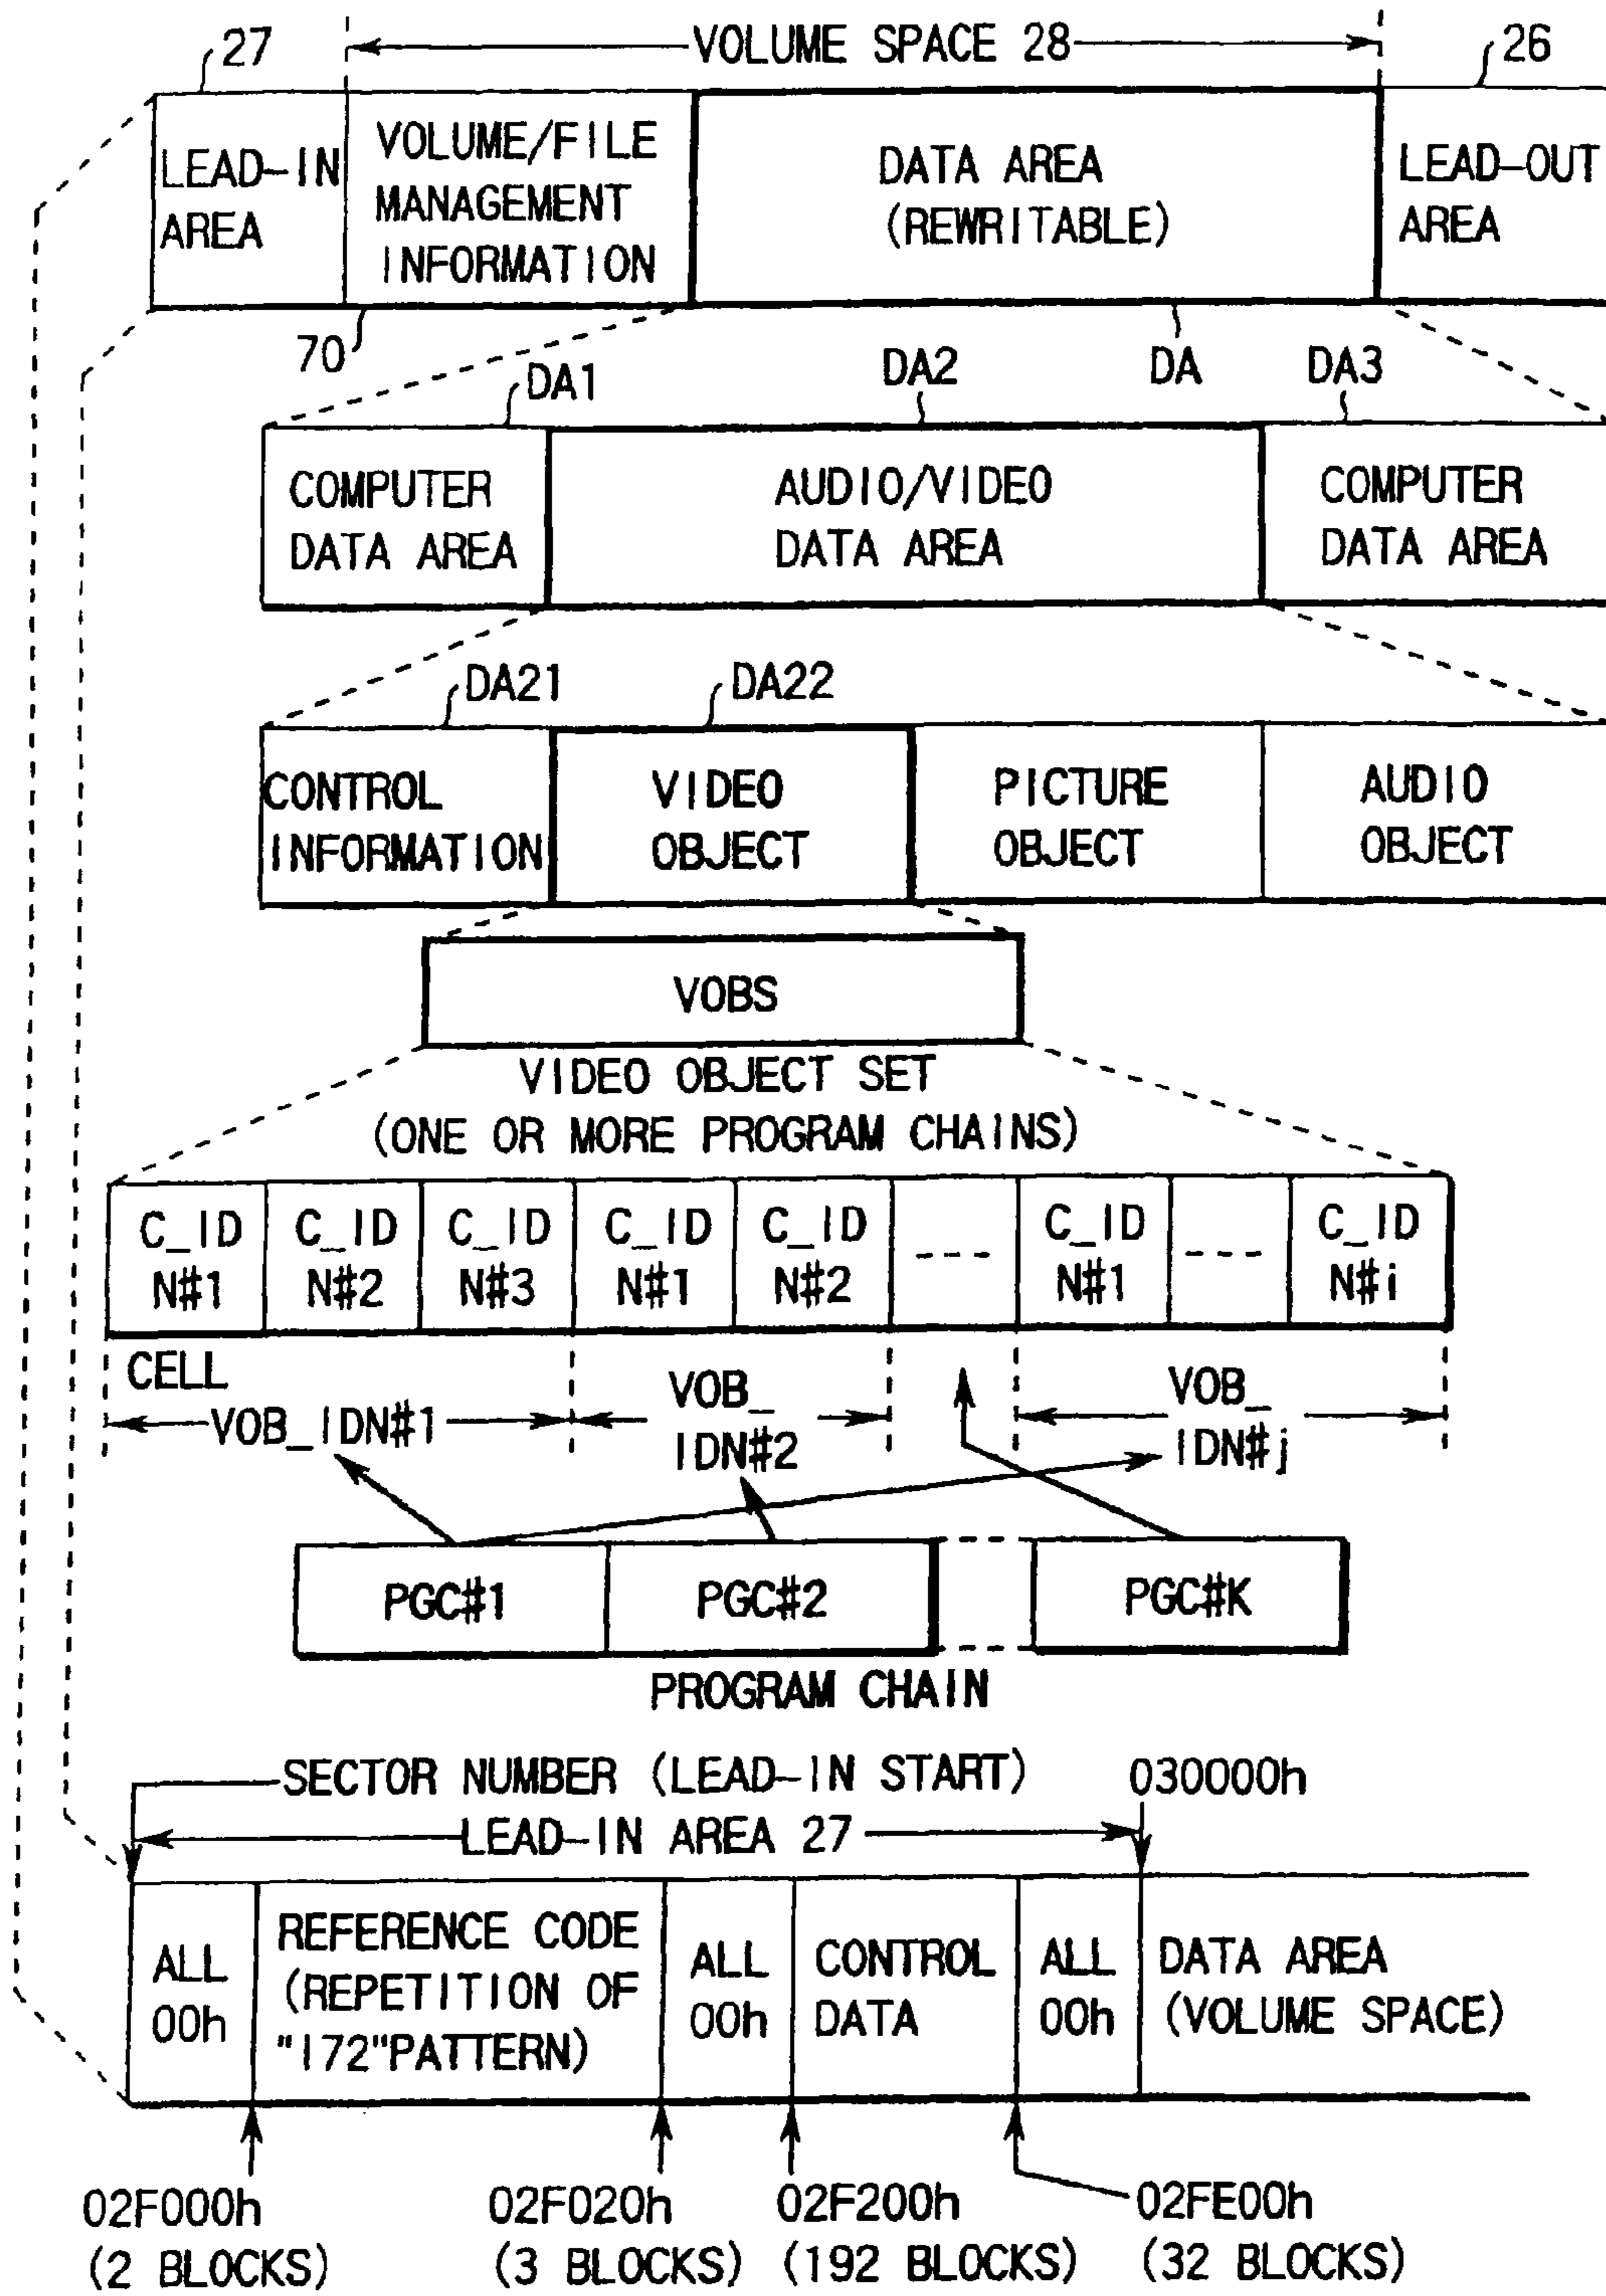 27
VOLUME SPACE 28
26
LEAD-IN
AREA
VOLUME/FILE
MANAGEMENT
INFORMATION
DATA AREA
(REWRITABLE)
LEAD-OUT
AREA
70
DA1
DA2
DA
DA3
COMPUTER
DATA AREA
AUDIO/VIDEO
DATA AREA
COMPUTER
DATA AREA
DA21
DA22
CONTROL
INFORMATION
VIDEO
OBJECT
PICTURE
OBJECT
AUDIO
OBJECT
VOBS
VIDEO OBJECT SET
(ONE OR MORE PROGRAM CHAINS)
C_ID
N#1
C_ID
N#2
C_ID
N#3
C_ID
N#1
C_ID
N#2
----
C_ID
N#1
----
C_ID
N#i
CELL
VOB_IDN#1
VOB_
IDN#2
VOB_
IDN#j
PGC#1
PGC#2
PGC#K
PROGRAM CHAIN
SECTOR NUMBER (LEAD-IN START)
030000h
LEAD-IN AREA 27
ALL
00h
REFERENCE CODE
(REPETITION OF
"172"PATTERN)
ALL
00h
CONTROL
DATA
ALL
00h
DATA AREA
(VOLUME SPACE)
02F000h
(2 BLOCKS)
02F020h
(3 BLOCKS)
02F200h
(192 BLOCKS)
02FE00h
(32 BLOCKS)